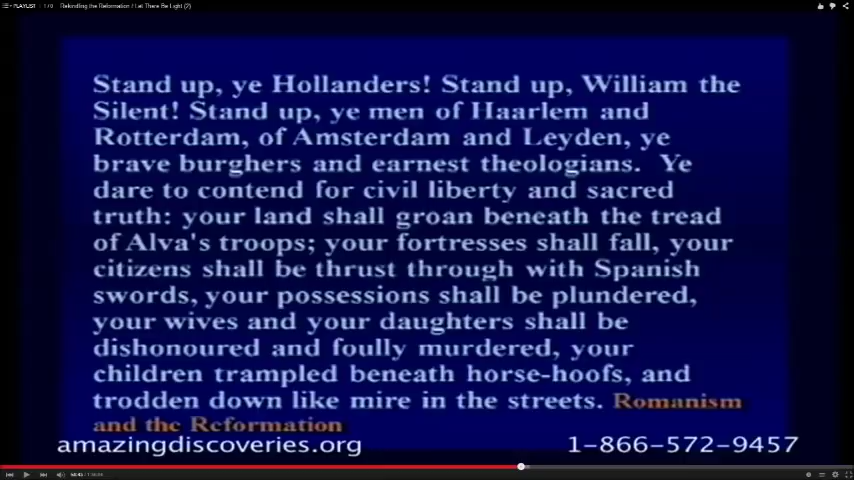 PLAYLIST
Rekindling the Reformation / Let There Be Light (2)
Stand up, ye Hollanders! Stand up, William the
Silent! Stand up, ye men of Haarlem and
Rotterdam, of Amsterdam and Leyden, ye
brave burghers and earnest theologians. Ye
dare to contend for civil liberty and sacred
truth: your land shall groan beneath the tread
of Alva's troops; your fortresses shall fall, your
citizens shall be thrust through with Spanish
swords, your possessions shall be plundered,
your wives and your daughters shall be
dishonoured and foully murdered, your
children trampled beneath horse-hoofs, and
trodden down like mire in the streets. Romanism
and the Reformation
amazingdiscoveries.org 1-866-572-9457